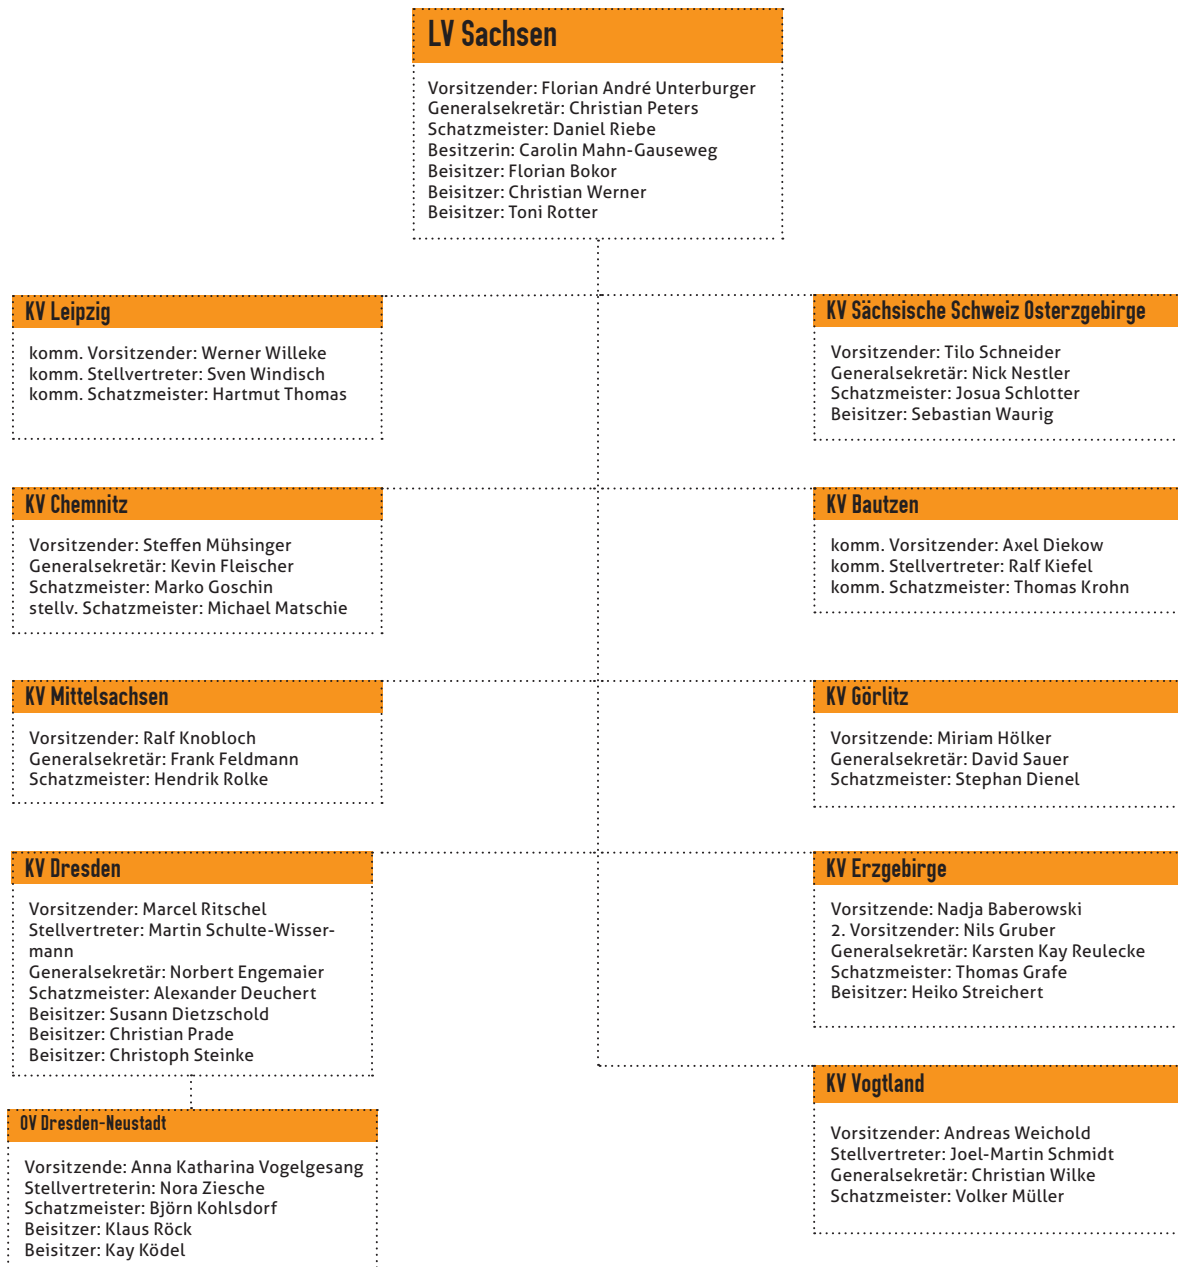 LV Sachsen
Vorsitzender: Florian André Unterburger
Generalsekretär: Christian Peters
Schatzmeister: Daniel Riebe
Besitzerin: Carolin Mahn-Gauseweg
Beisitzer: Florian Bokor
Beisitzer: Christian Werner
Beisitzer: Toni Rotter
KV Leipzig
komm. Vorsitzender: Werner Willeke
komm. Stellvertreter: Sven Windisch
komm. Schatzmeister: Hartmut Thomas
KV Sächsische Schweiz Osterzgebirge
Vorsitzender: Tilo Schneider
Generalsekretär: Nick Nestler
Schatzmeister: Josua Schlotter
Beisitzer: Sebastian Waurig
KV Chemnitz
Vorsitzender: Steffen Mühsinger
Generalsekretär: Kevin Fleischer
Schatzmeister: Marko Goschin
stellv. Schatzmeister: Michael Matschie
KV Bautzen
komm. Vorsitzender: Axel Diekow
komm. Stellvertreter: Ralf Kiefel
komm. Schatzmeister: Thomas Krohn
KV Mittelsachsen
Vorsitzender: Ralf Knobloch
Generalsekretär: Frank Feldmann
Schatzmeister: Hendrik Rolke
KV Görlitz
Vorsitzende: Miriam Hölker
Generalsekretär: David Sauer
Schatzmeister: Stephan Dienel
KV Dresden
Vorsitzender: Marcel Ritschel
Stellvertreter: Martin Schulte-Wisser-
mann
Generalsekretär: Norbert Engemaier
Schatzmeister: Alexander Deuchert
Beisitzer: Susann Dietzschold
Beisitzer: Christian Prade
Beisitzer: Christoph Steinke
KV Erzgebirge
Vorsitzende: Nadja Baberowski
2. Vorsitzender: Nils Gruber
Generalsekretär: Karsten Kay Reulecke
Schatzmeister: Thomas Grafe
Beisitzer: Heiko Streichert
OV Dresden-Neustadt
Vorsitzende: Anna Katharina Vogelgesang
Stellvertreterin: Nora Ziesche
Schatzmeister: Björn Kohlsdorf
Beisitzer: Klaus Röck
Beisitzer: Kay Ködel
KV Vogtland
Vorsitzender: Andreas Weichold
Stellvertreter: Joel-Martin Schmidt
Generalsekretär: Christian Wilke
Schatzmeister: Volker Müller